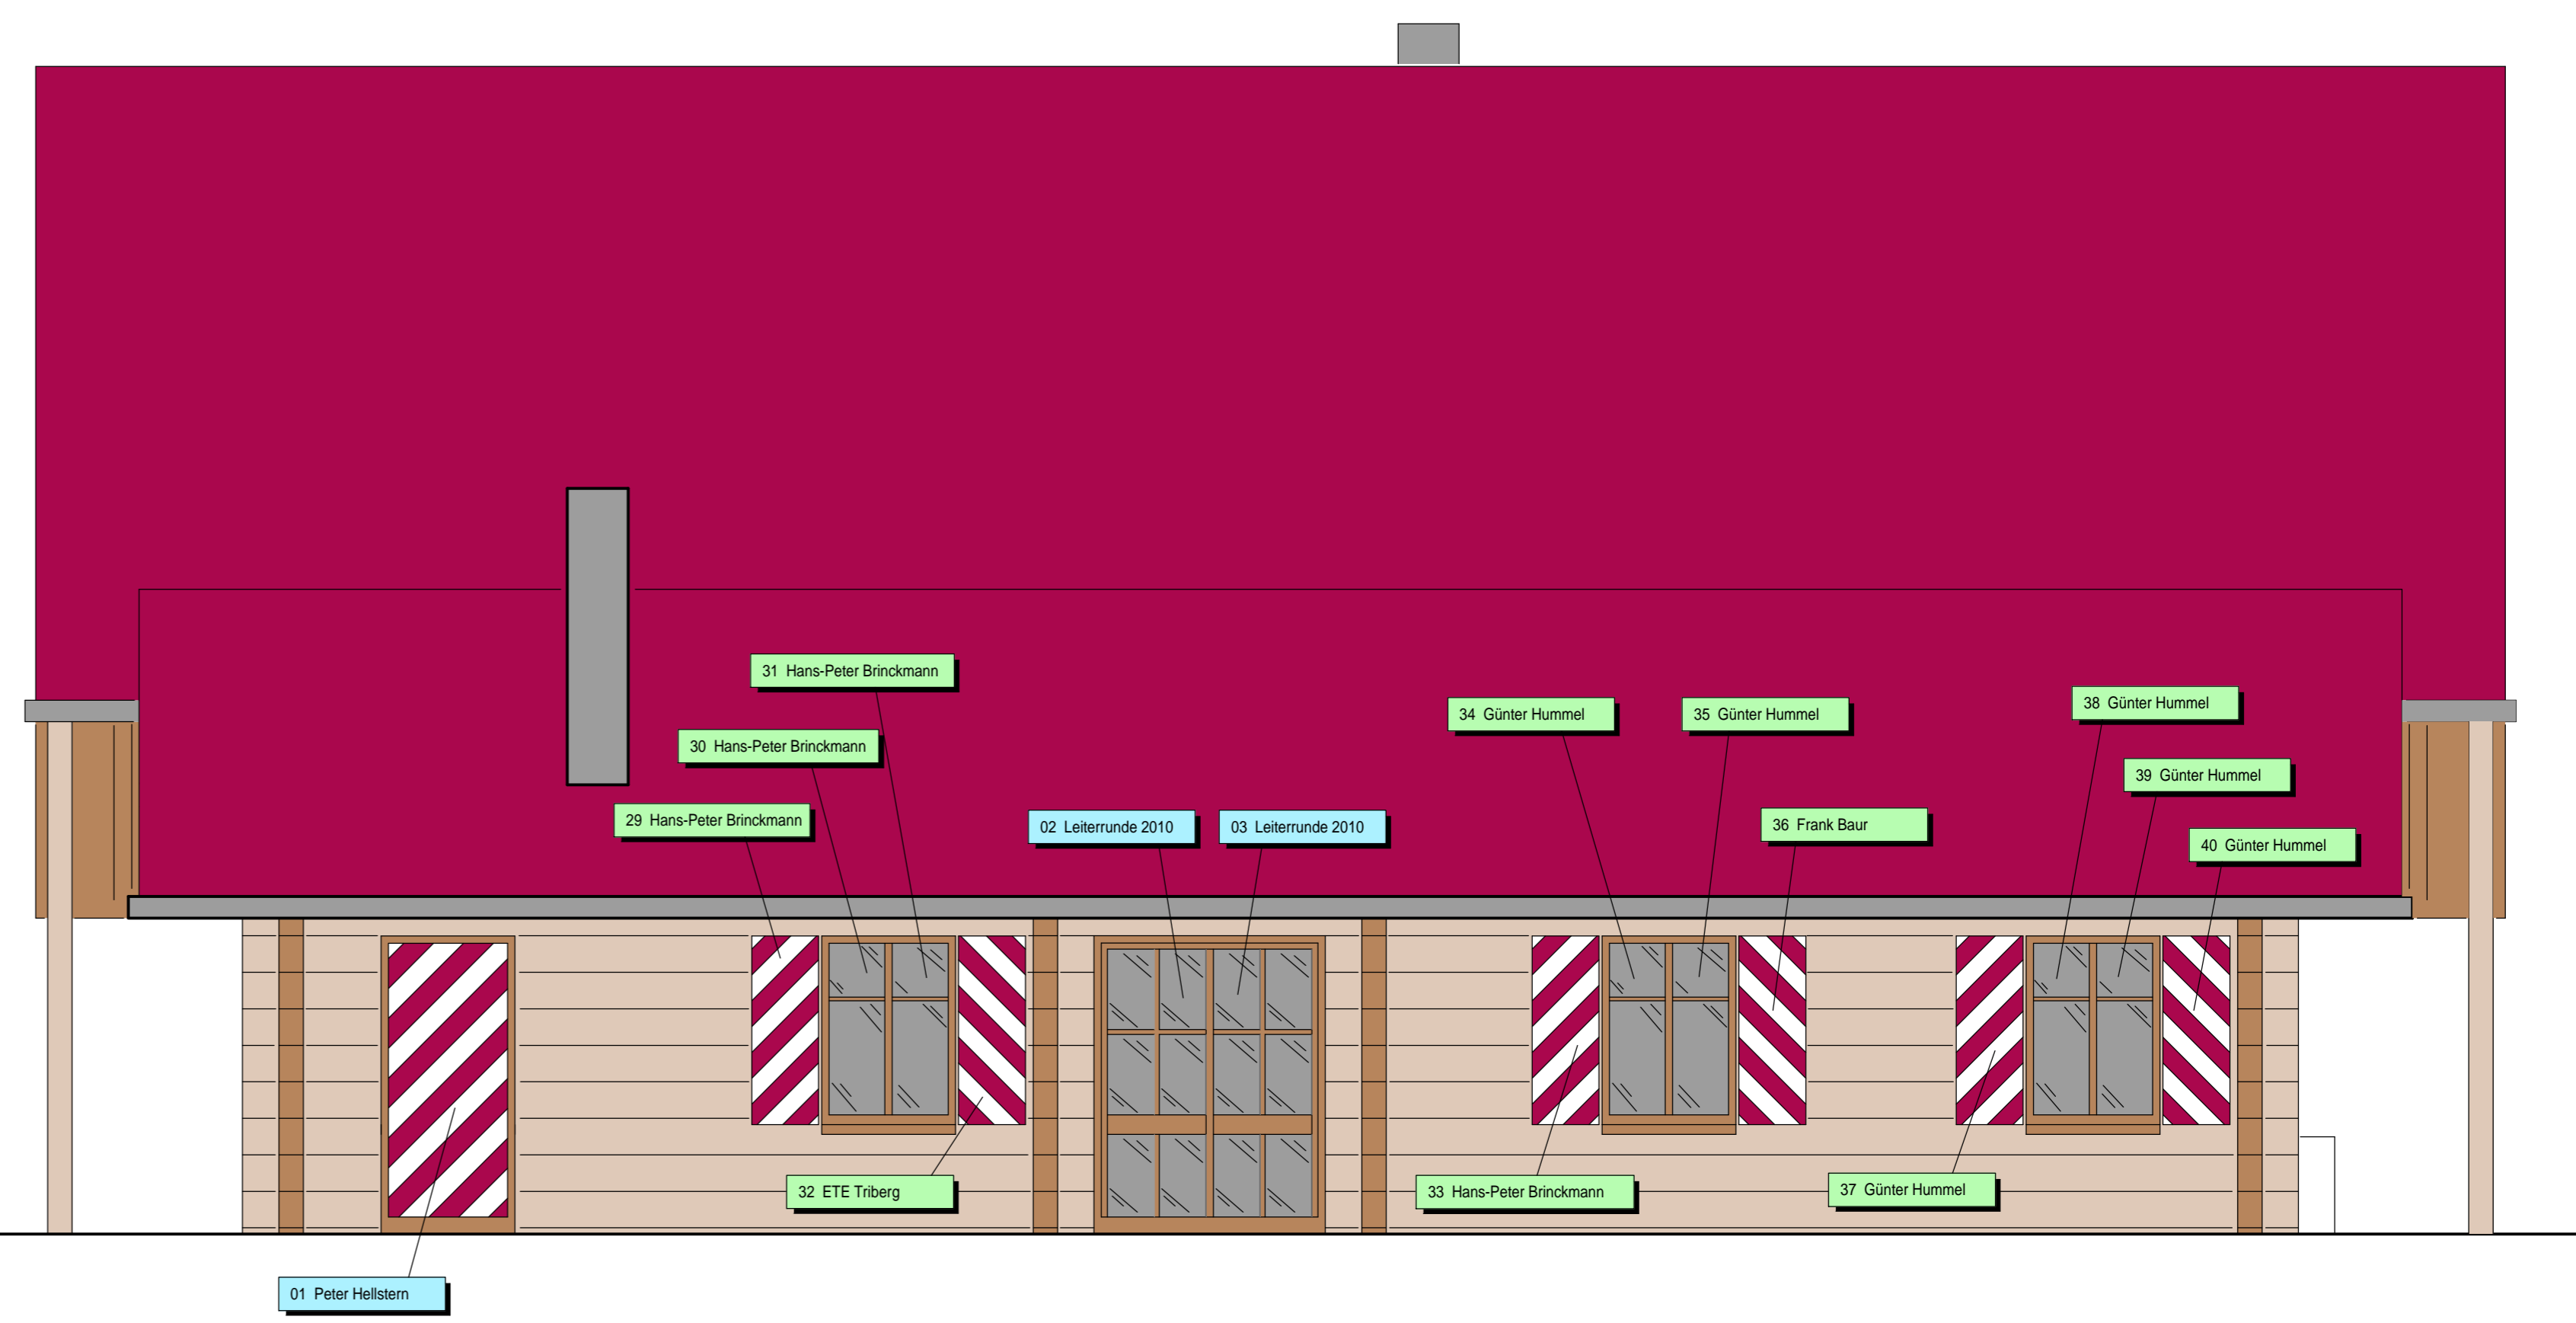 31 Hans-Peter Brinckmann
38 Günter Hummel
34 Günter Hummel
35 Günter Hummel
30 Hans-Peter Brinckmann
39 Günter Hummel
29 Hans-Peter Brinckmann
02 Leiterrunde 2010
03 Leiterrunde 2010
36 Frank Baur
40 Günter Hummel
32 ETE Triberg
33 Hans-Peter Brinckmann
37 Günter Hummel
01 Peter Hellstern